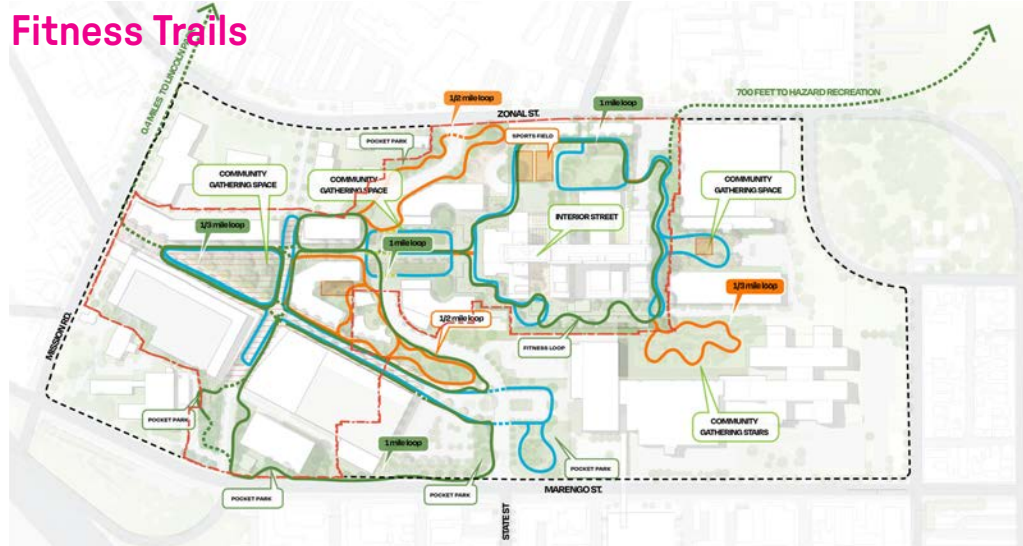 Fitness Trails
0.4 MILES TO LINCOLN PARK
700 FEET TO HAZARD RECREATION
1/2 mile loop
1 mile loop
ZONAL ST.
SPORTS FIELD
POCKET PARK
COMMUNITY
GATHERING SPACE
COMMUNITY
GATHERING SPACE
COMMUNITY
GATHERING SPACE
INTERIOR STREET
1/3 mile loop
1 mile loop
1/3 mile loop
1/2 mile loop
MISSION RD.
FITNESS LOOP
POCKET PARK
COMMUNITY
GATHERING STAIRS
1 mile loop
POCKET PARK
POCKET PARK
POCKET PARK
MARENGO ST.
STATE ST